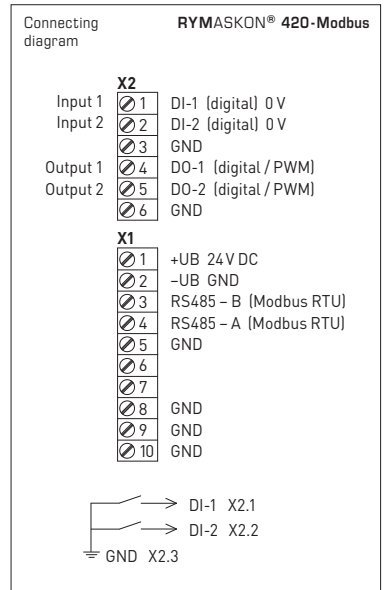 Connecting diagram
RYMASKON® 420-Modbus
X2
Input 1 1 DI-1 (digital) 0 V
Input 2 2 DI-2 (digital) 0 V
3 GND
Output 1 4 DO-1 (digital / PWM)
Output 2 5 DO-2 (digital / PWM)
6 GND
X1
1 +UB 24 V DC
2 –UB GND
3 RS485 – B (Modbus RTU)
4 RS485 – A (Modbus RTU)
5 GND
6
7
8 GND
9 GND
10 GND
DI-1 X2.1
DI-2 X2.2
GND X2.3